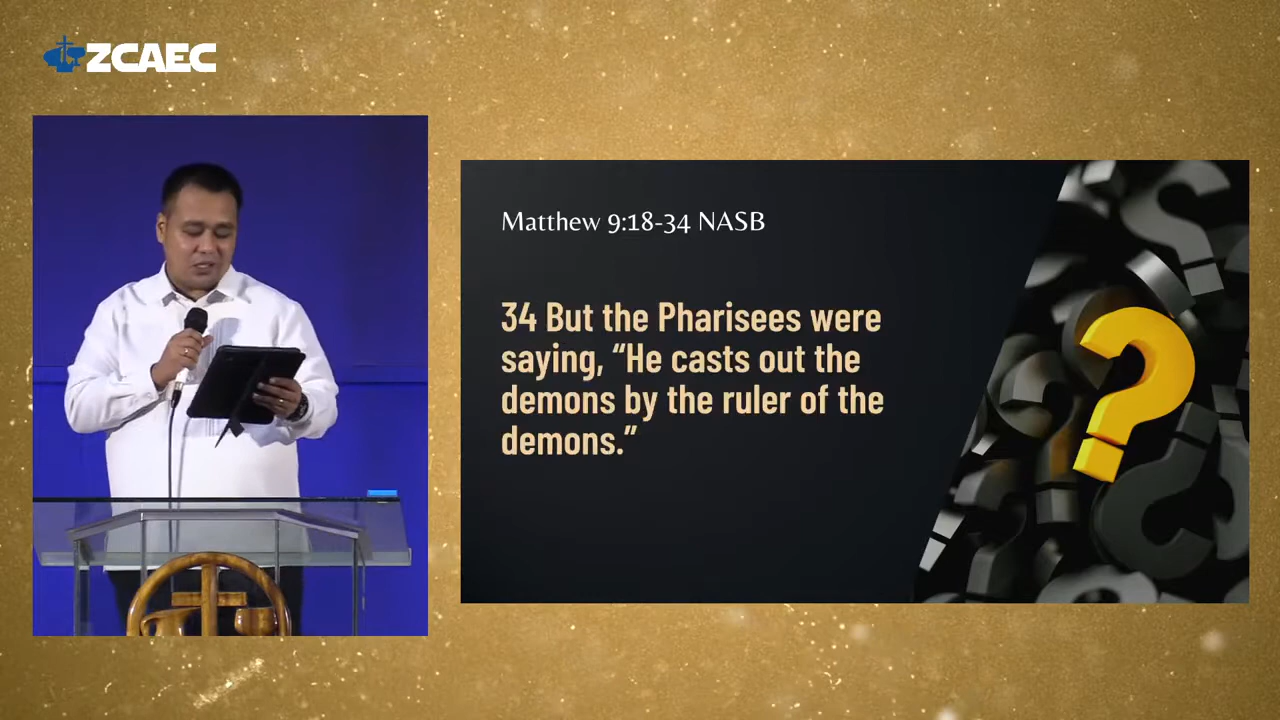 ZCAEC
Matthew 9:18-34 NASB
34 But the Pharisees were
saying, “He casts out the
demons by the ruler of the
demons.”